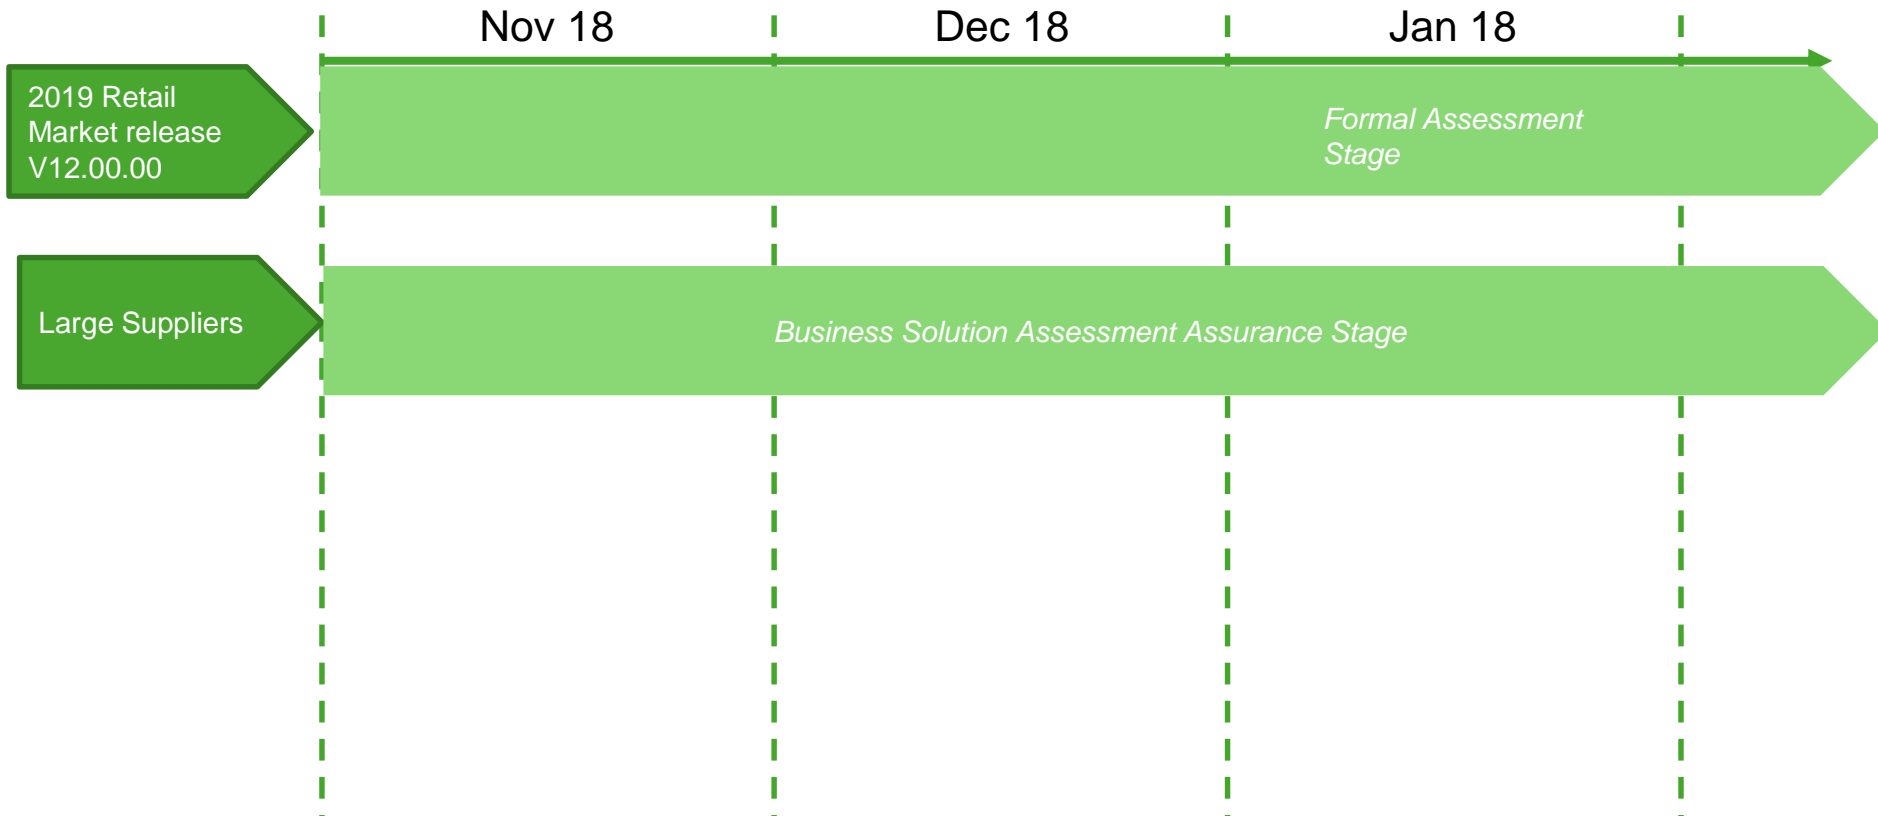 Nov 18
Dec 18
Jan 18
2019 Retail
Market release
V12.00.00
Formal Assessment
Stage
Large Suppliers
Business Solution Assessment Assurance Stage